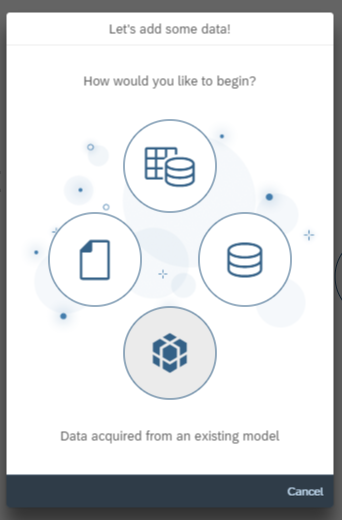 Let's add some data!
How would you like to begin?
Data acquired from an existing model
Cancel